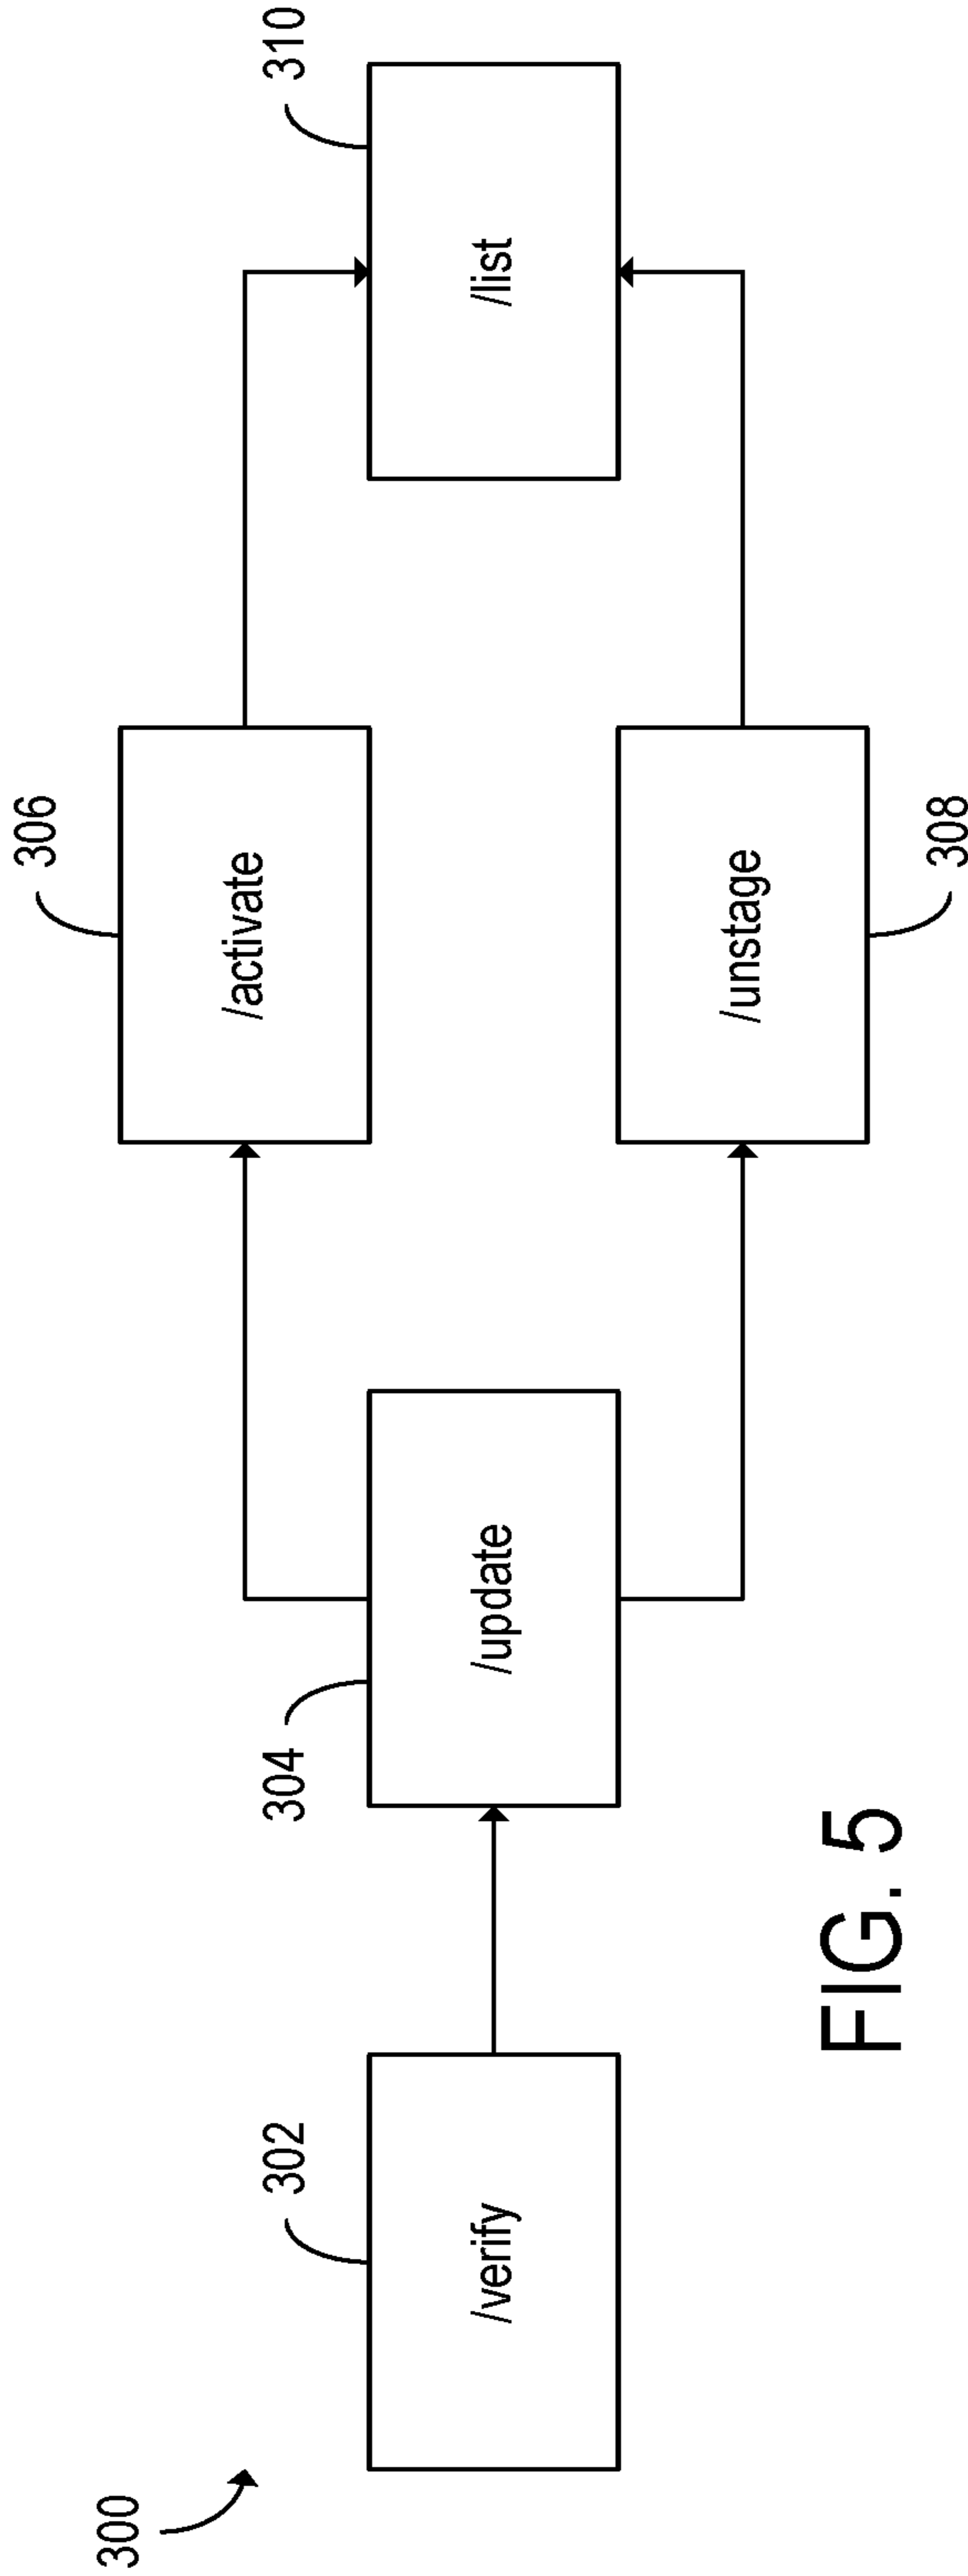 300
302
/verify
304
/update
306
/activate
308
/unstage
310
/list
FIG. 5